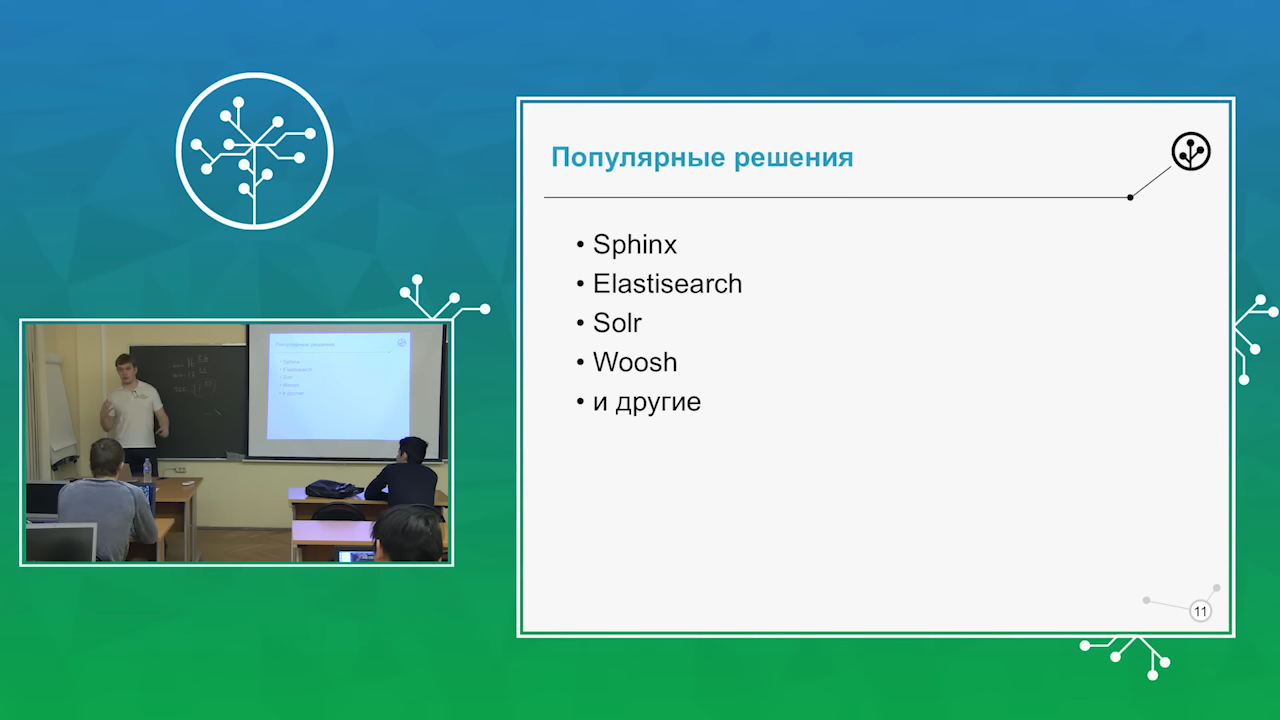 Популярные решения
• Sphinx
• Elastisearch
• Solr
• Woosh
• и другие
11